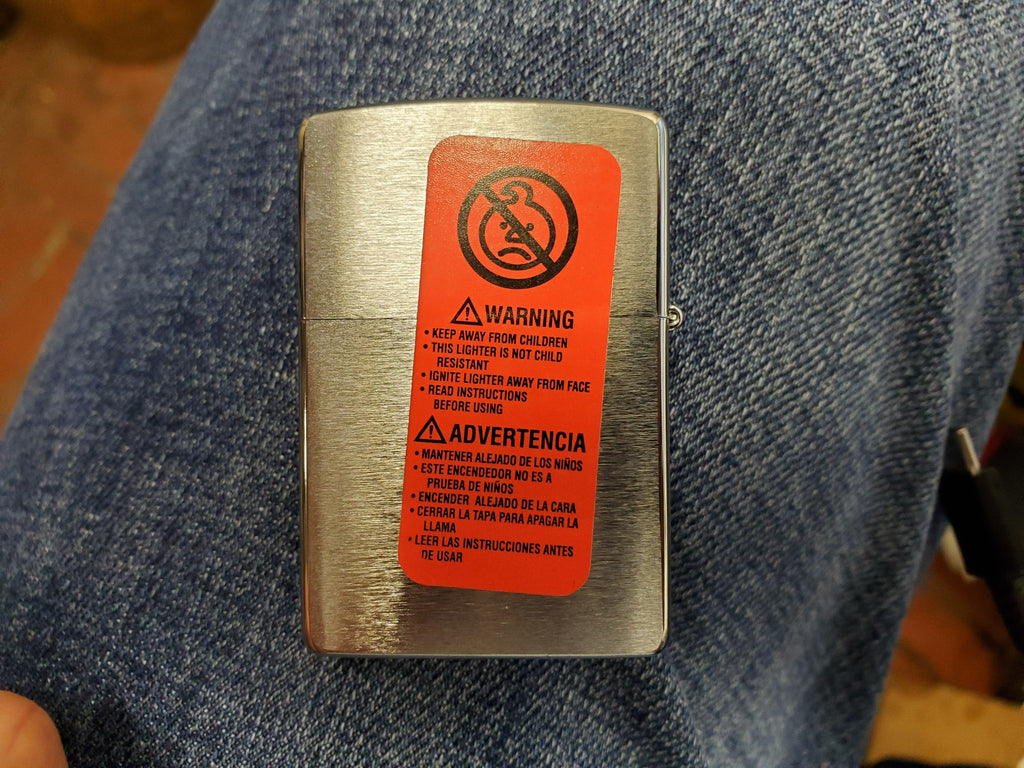 WARNING
• KEEP AWAY FROM CHILDREN
• THIS LIGHTER IS NOT CHILD
RESISTANT
• IGNITE LIGHTER AWAY FROM FACE
• READ INSTRUCTIONS
BEFORE USING
ADVERTENCIA
• MANTENER ALEJADO DE LOS NIÑOS
• ESTE ENCENDEDOR NO ES A
PRUEBA DE NIÑOS
• ENCENDER ALEJADO DE LA CARA
• CERRAR LA TAPA PARA APAGAR LA
LLAMA
• LEER LAS INSTRUCCIONES ANTES
DE USAR